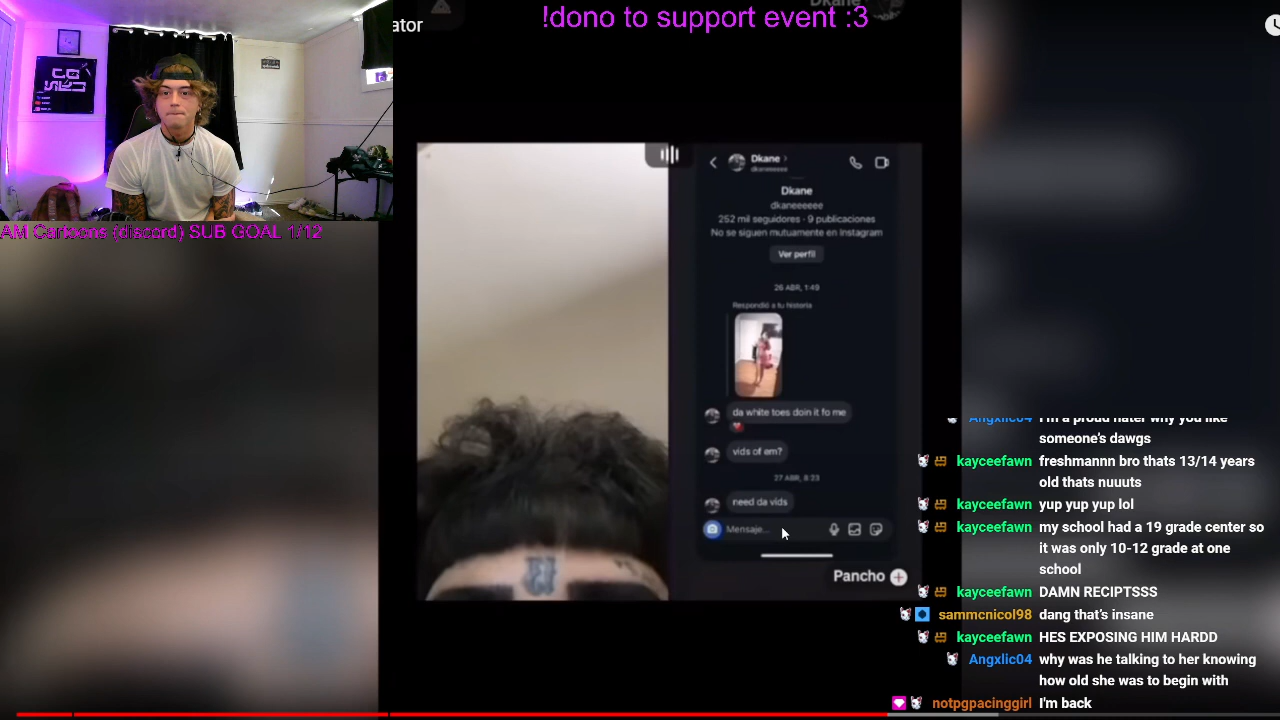 !dono to support event :3
ator
AM Cartoons (discord) SUB GOAL 1/12
Dkane
Dkane
dkaneeeeee
252 mil seguidores · 9 publicaciones
No se siguen mutuamente en Instagram
Ver perfil
26 ABR, 1:49
Respondió a tu historia
da white toes doin it fo me
vids of em?
27 ABR, 8:23
need da vids
Mensaje...
Pancho
Angxlic04 I'm a proud hater why you like
someone's dawgs
kayceefawn freshmannn bro thats 13/14 years
old thats nuuuts
kayceefawn yup yup yup lol
kayceefawn my school had a 19 grade center so
it was only 10-12 grade at one
school
kayceefawn DAMN RECIPTSSS
sammcnicol98 dang that's insane
kayceefawn HES EXPOSING HIM HARDD
Angxlic04 why was he talking to her knowing
how old she was to begin with
notpgpacinggirl I'm back